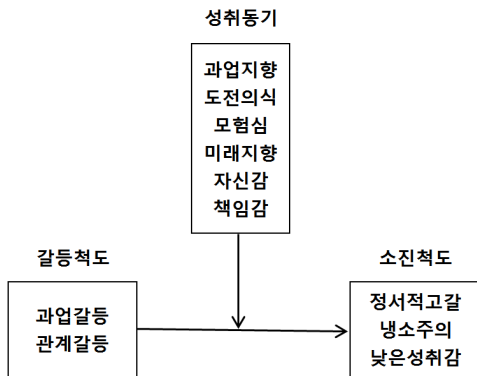 성취동기
과업지향
도전의식
모험심
미래지향
자신감
책임감
갈등척도
과업갈등
관계갈등
소진척도
정서적고갈
냉소주의
낮은성취감